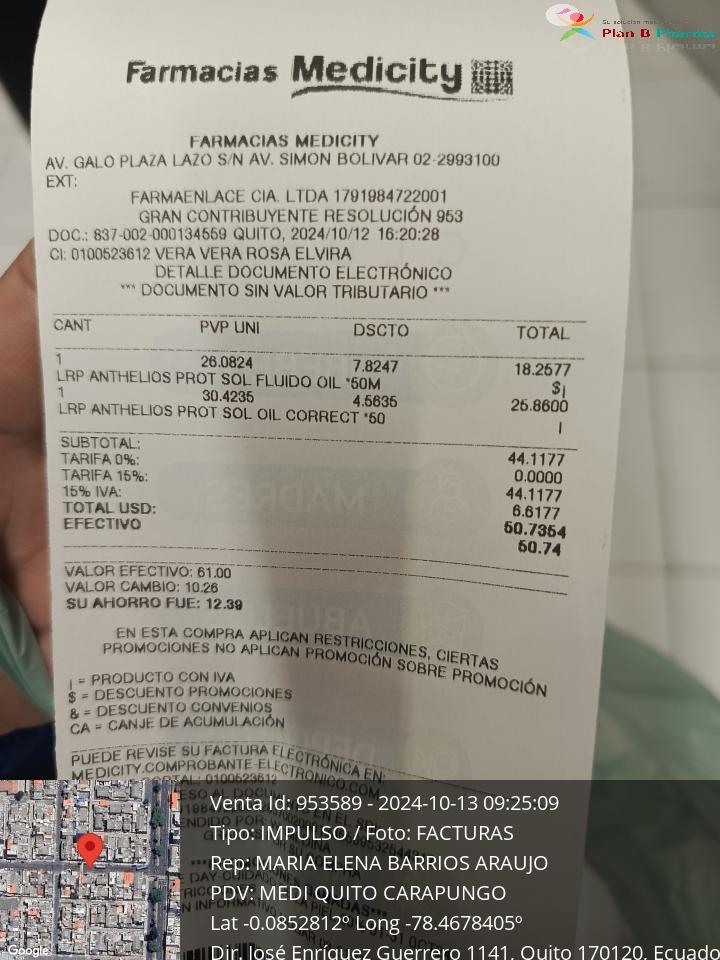 Su solución más
Plan B Pharma
Farmacias Medicity
FARMACIAS MEDICITY
AV. GALO PLAZA LAZO S/N AV. SIMON BOLIVAR 02-2993100
EXT:
FARMAENLACE CIA. LTDA 1791984722001
GRAN CONTRIBUYENTE RESOLUCIÓN 953
DOC.: 837-002-000134559 QUITO, 2024/10/12 16:20:28
CI: 0100523612 VERA VERA ROSA ELVIRA
DETALLE DOCUMENTO ELECTRÓNICO
*** DOCUMENTO SIN VALOR TRIBUTARIO ***
CANT PVP UNI DSCTO TOTAL
1 26.0824 7.8247 18.2577
LRP ANTHELIOS PROT SOL FLUIDO OIL *50M $|
1 30.4235 4.5635 25.8600
LRP ANTHELIOS PROT SOL OIL CORRECT *50 |
SUBTOTAL: 44.1177
TARIFA 0%: 0.0000
TARIFA 15%: 44.1177
15% IVA: 6.6177
TOTAL USD: 50.7354
EFECTIVO 50.74
VALOR EFECTIVO: 61.00
VALOR CAMBIO: 10.26
SU AHORRO FUE: 12.39
EN ESTA COMPRA APLICAN RESTRICCIONES, CIERTAS
PROMOCIONES NO APLICAN PROMOCIÓN SOBRE PROMOCIÓN
| = PRODUCTO CON IVA
$ = DESCUENTO PROMOCIONES
& = DESCUENTO CONVENIOS
CA = CANJE DE ACUMULACIÓN
PUEDE REVISE SU FACTURA ELECTRÓNICA EN:
MEDICITY.COMPROBANTE-ELECTRONICO.COM
Venta Id: 953589 - 2024-10-13 09:25:09
Tipo: IMPULSO / Foto: FACTURAS
Rep: MARIA ELENA BARRIOS ARAUJO
PDV: MEDI QUITO CARAPUNGO
Lat -0.0852812º Long -78.4678405º
Dir. José Enríquez Guerrero 1141, Quito 170120, Ecuado
Google